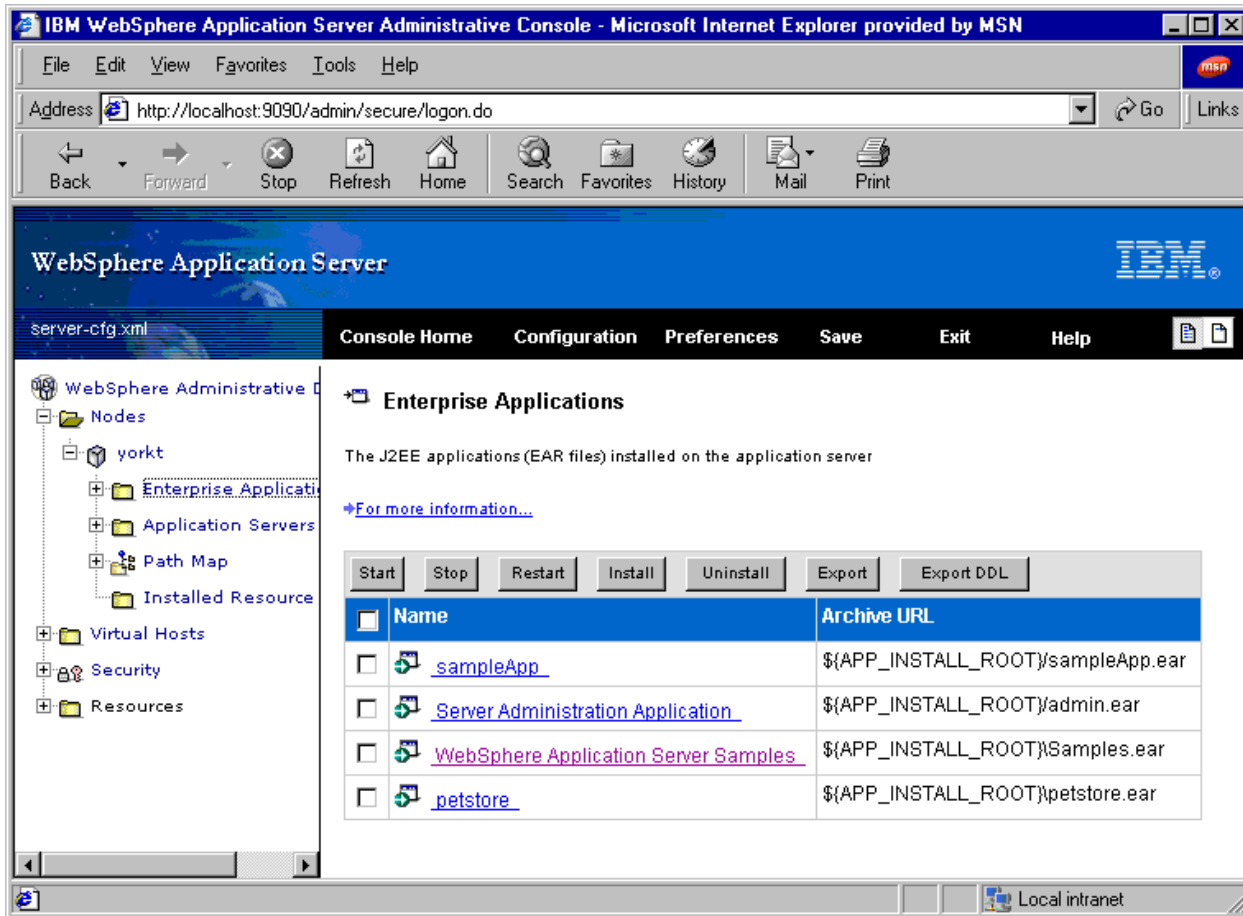 IBM WebSphere Application Server Administrative Console - Microsoft Internet Explorer provided by MSN
File Edit View Favorites Tools Help
msn
Address http://localhost:9090/admin/secure/logon.do Go Links
Back Forward Stop Refresh Home Search Favorites History Mail Print
WebSphere Application Server
IBM®
server-cfg.xml
Console Home Configuration Preferences Save Exit Help
WebSphere Administrative D
Nodes
yorkt
Enterprise Applicati
Application Servers
Path Map
Installed Resource
Virtual Hosts
Security
Resources
Enterprise Applications
The J2EE applications (EAR files) installed on the application server
For more information...
Start Stop Restart Install Uninstall Export Export DDL
Name Archive URL
sampleApp ${APP_INSTALL_ROOT}/sampleApp.ear
Server Administration Application ${APP_INSTALL_ROOT}/admin.ear
WebSphere Application Server Samples ${APP_INSTALL_ROOT}\Samples.ear
petstore ${APP_INSTALL_ROOT}\petstore.ear
Local intranet